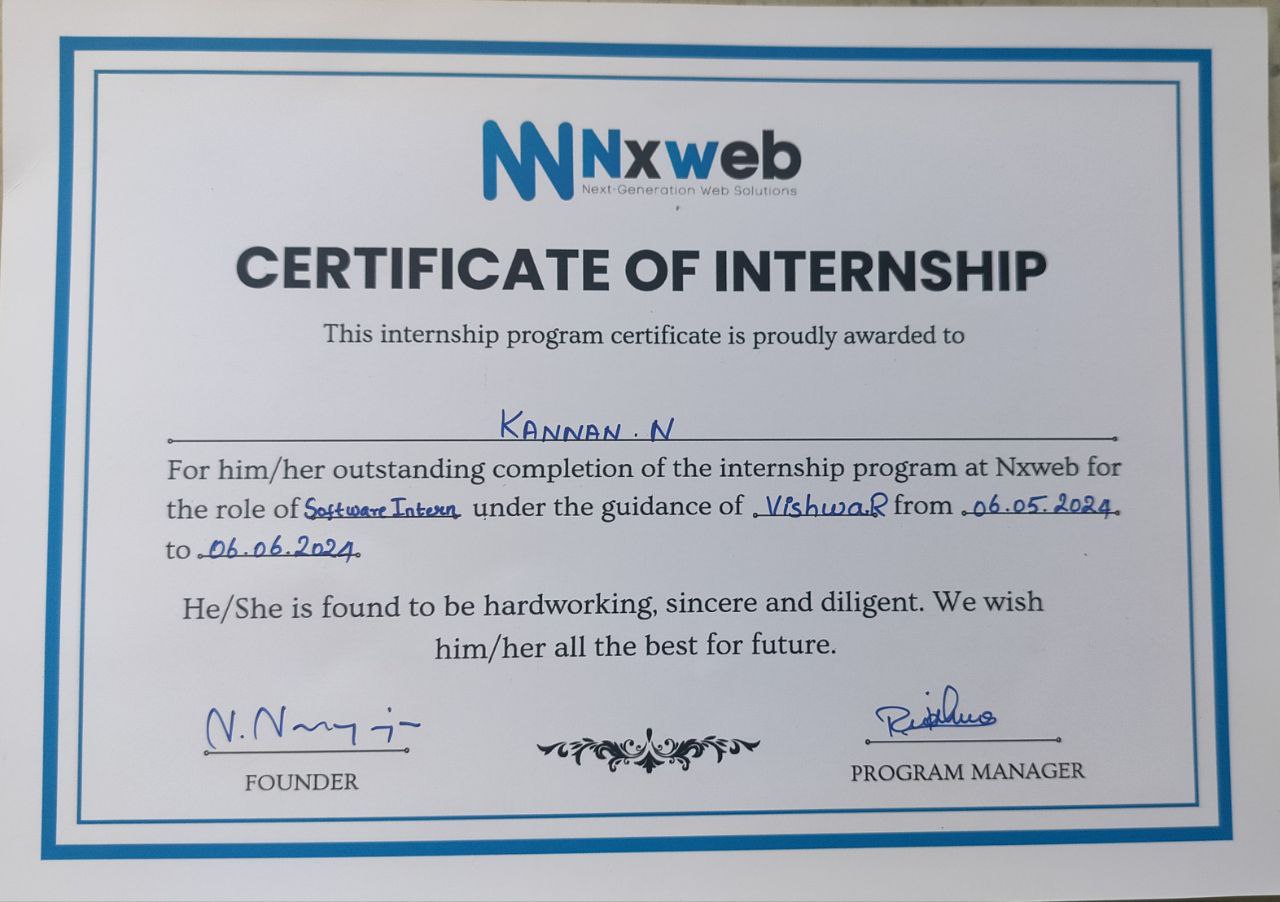 Nxweb
Next-Generation Web Solutions
CERTIFICATE OF INTERNSHIP
This internship program certificate is proudly awarded to
KANNAN . N
For him/her outstanding completion of the internship program at Nxweb for
the role of Software Intern under the guidance of Vishwa.R from 06.05.2024
to 06.06.2024.
He/She is found to be hardworking, sincere and diligent. We wish
him/her all the best for future.
FOUNDER
PROGRAM MANAGER